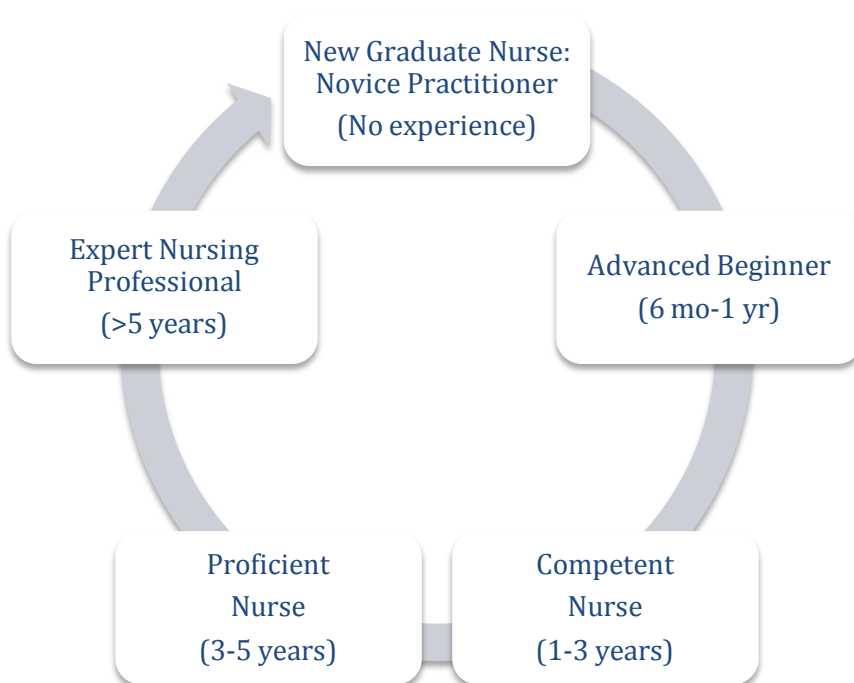 New Graduate Nurse:
Novice Practitioner
(No experience)
Advanced Beginner
(6 mo-1 yr)
Competent
Nurse
(1-3 years)
Proficient
Nurse
(3-5 years)
Expert Nursing
Professional
(>5 years)